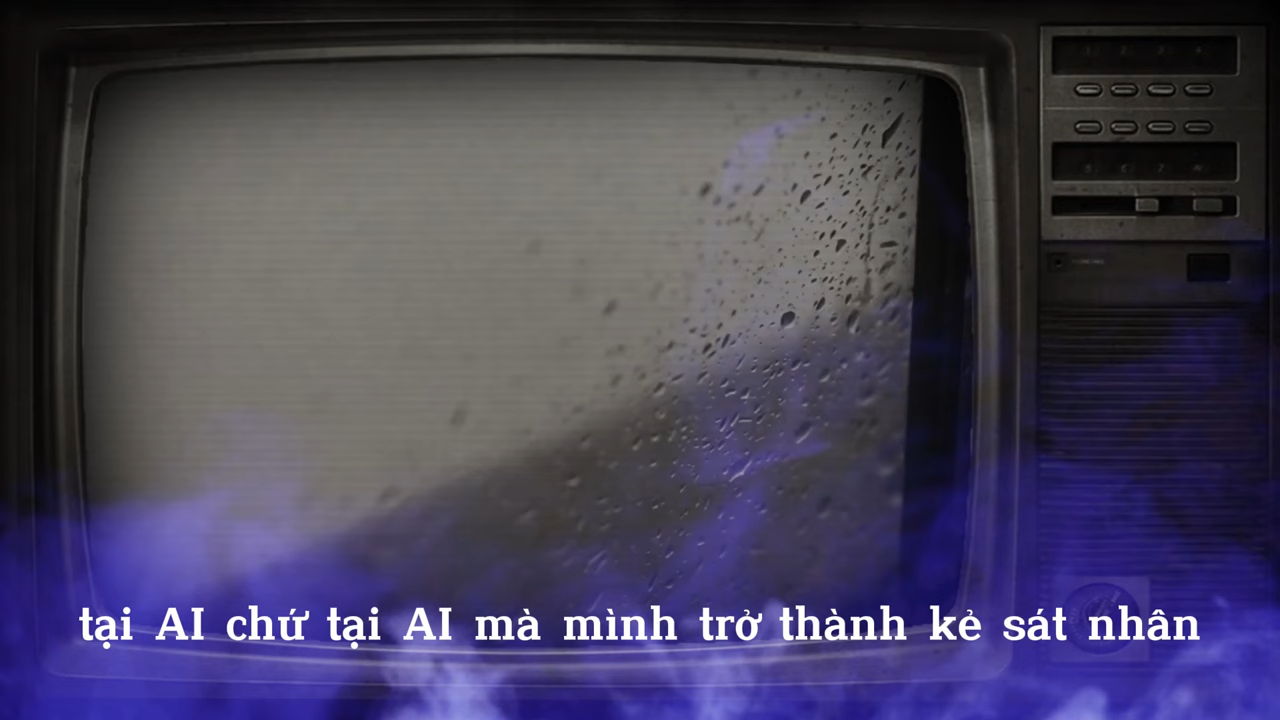 tại AI chứ tại AI mà mình trở thành kẻ sát nhân